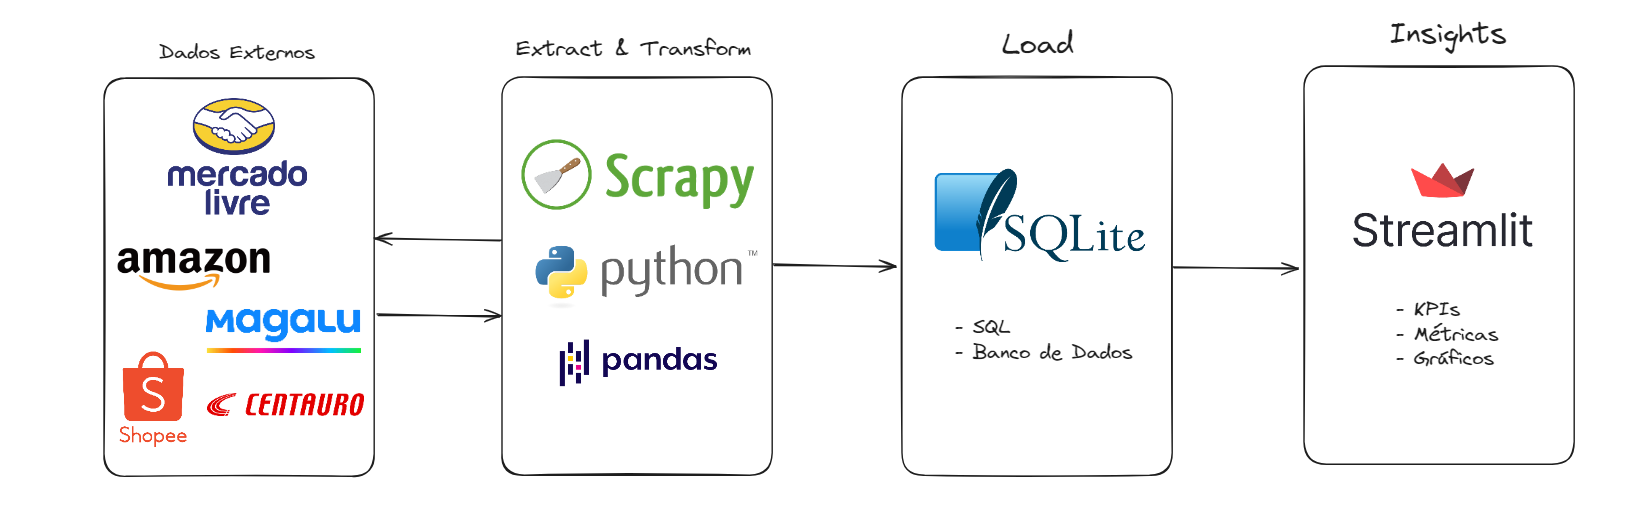 Dados Externos
mercado
livre
amazon
MagaLu
Shopee
CENTAURO
Extract & Transform
Scrapy
python™
pandas
Load
SQLite
- SQL
- Banco de Dados
Insights
Streamlit
- KPIs
- Métricas
- Gráficos